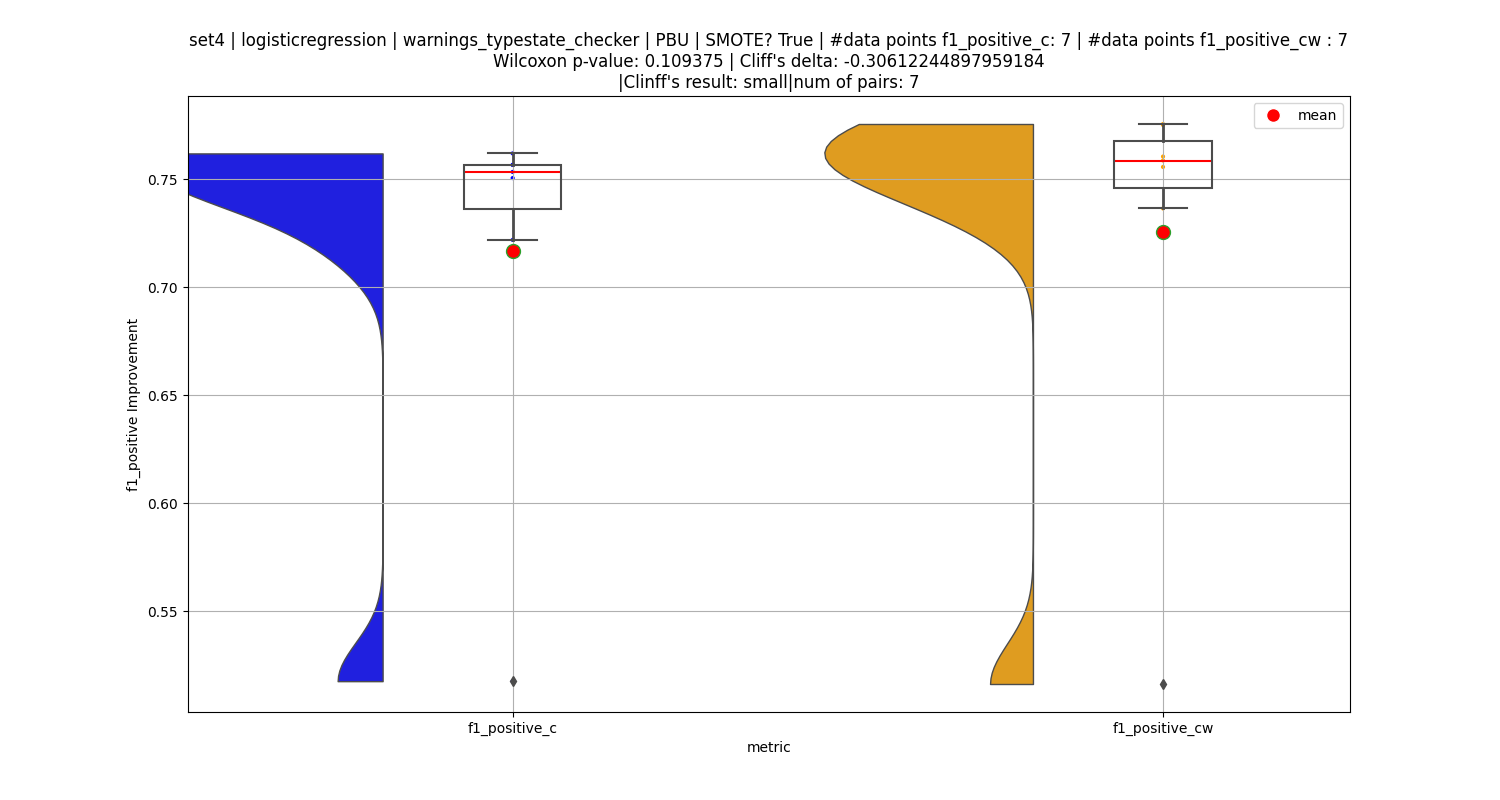 set4 | logisticregression | warnings_typestate_checker | PBU | SMOTE? True | #data points f1_positive_c: 7 | #data points f1_positive_cw : 7
Wilcoxon p-value: 0.109375 | Cliff's delta: -0.30612244897959184
|Clinff's result: small|num of pairs: 7
mean
0.75
0.70
0.65
0.60
0.55
f1_positive Improvement
f1_positive_c
f1_positive_cw
metric